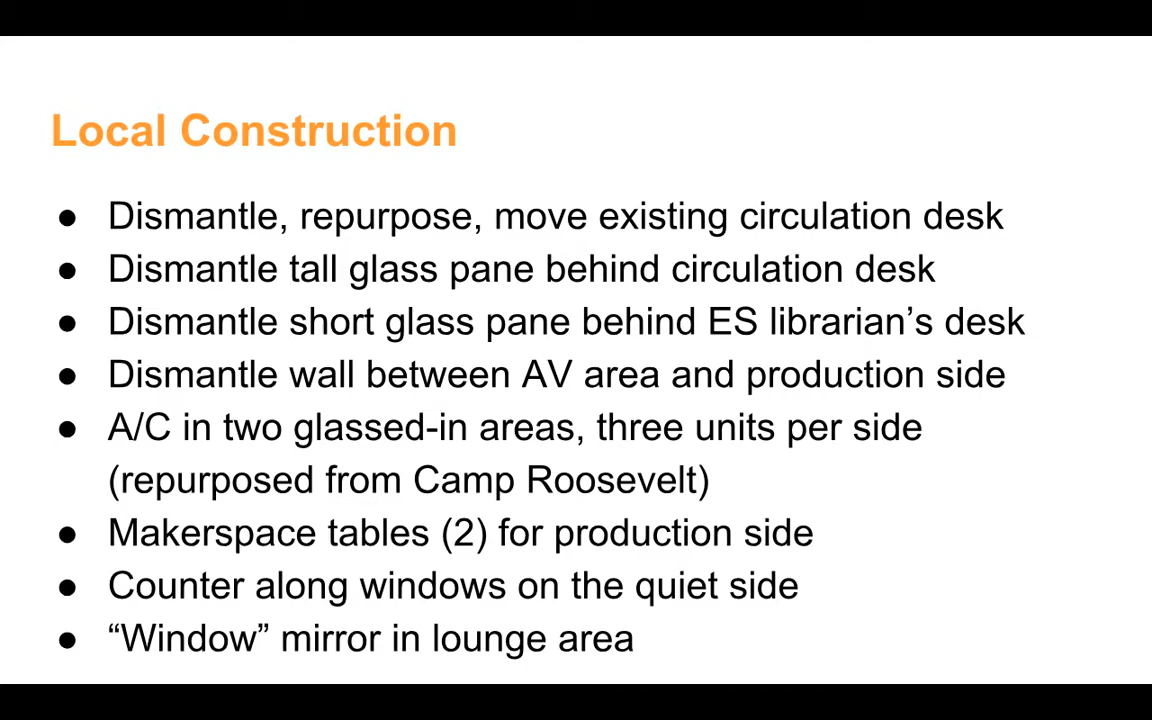 Local Construction
● Dismantle, repurpose, move existing circulation desk
● Dismantle tall glass pane behind circulation desk
● Dismantle short glass pane behind ES librarian’s desk
● Dismantle wall between AV area and production side
● A/C in two glassed-in areas, three units per side
(repurposed from Camp Roosevelt)
● Makerspace tables (2) for production side
● Counter along windows on the quiet side
● “Window” mirror in lounge area